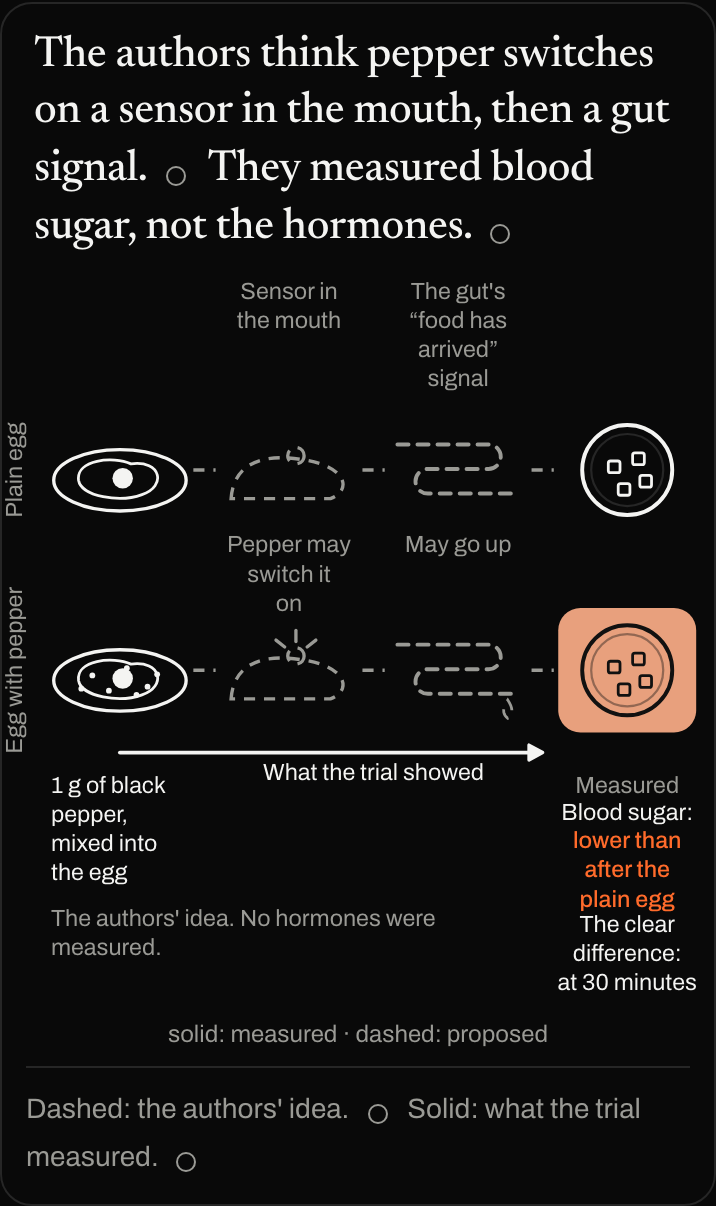 The authors think pepper switches
on a sensor in the mouth, then a gut
signal. They measured blood
sugar, not the hormones.
Sensor in
the mouth
The gut's
“food has
arrived”
signal
Plain egg
Pepper may
switch it
on
May go up
Egg with pepper
What the trial showed
1 g of black
pepper,
mixed into
the egg
Measured
Blood sugar:
lower than
after the
plain egg
The clear
difference:
at 30 minutes
The authors' idea. No hormones were
measured.
solid: measured · dashed: proposed
Dashed: the authors' idea. Solid: what the trial
measured.